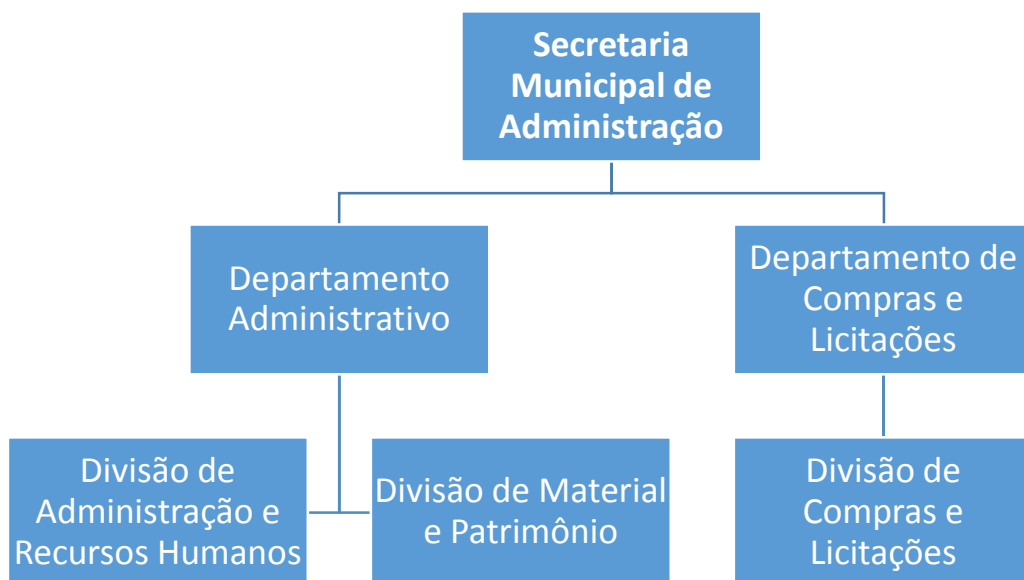 Secretaria
Municipal de
Administração
Departamento
Administrativo
Departamento de
Compras e
Licitações
Divisão de
Administração e
Recursos Humanos
Divisão de Material
e Patrimônio
Divisão de
Compras e
Licitações